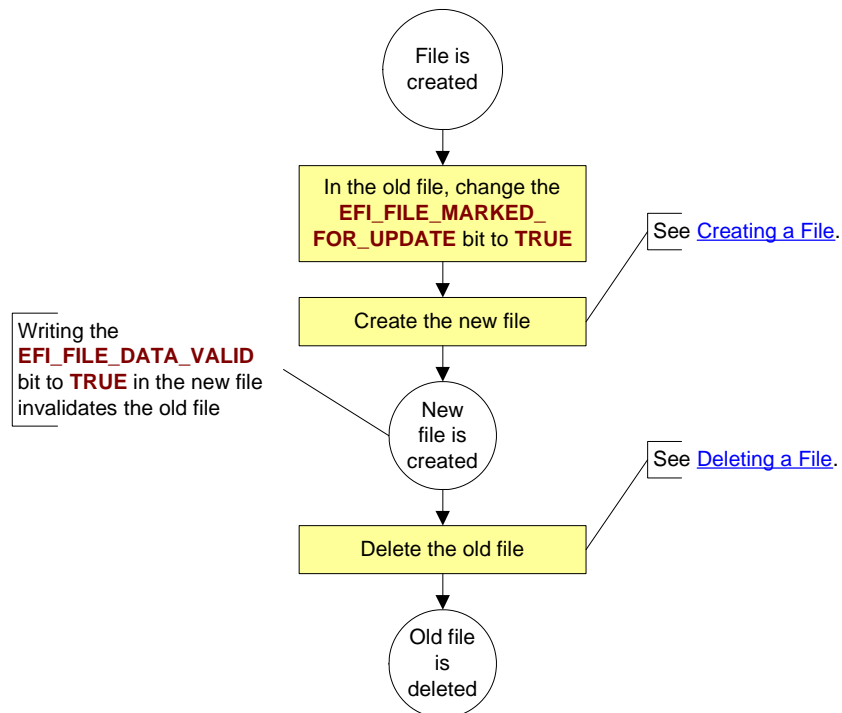 File is
created
In the old file, change the
EFI_FILE_MARKED_
FOR_UPDATE bit to TRUE
See Creating a File.
Create the new file
Writing the
EFI_FILE_DATA_VALID
bit to TRUE in the new file
invalidates the old file
New
file is
created
See Deleting a File.
Delete the old file
Old file
is
deleted